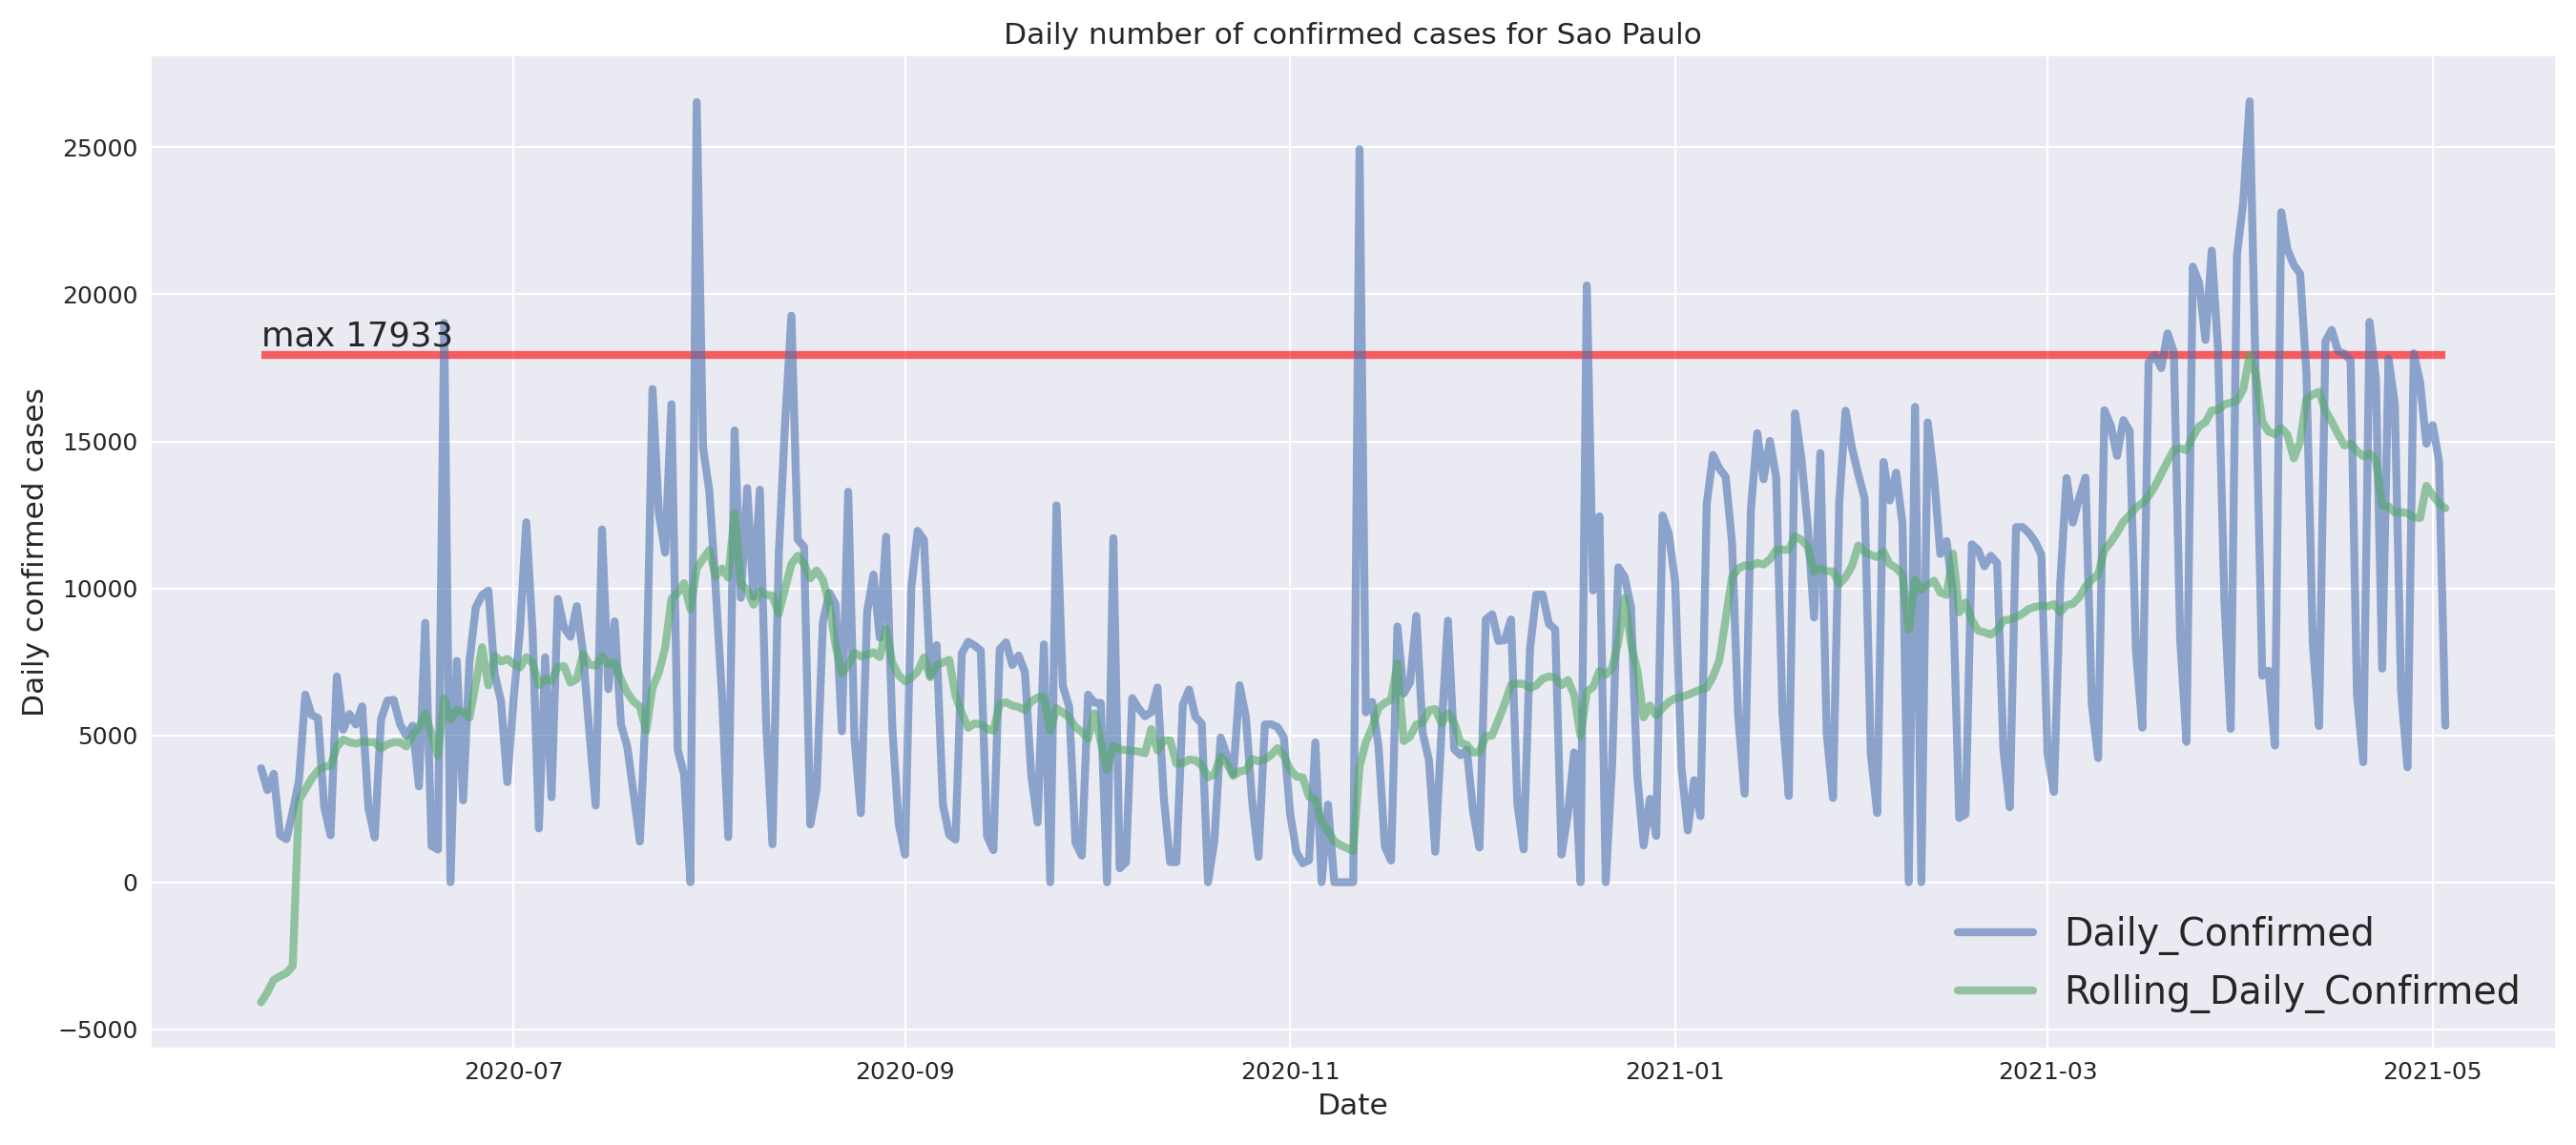 Daily number of confirmed cases for Sao Paulo
Daily confirmed cases
25000
20000
15000
10000
5000
0
−5000
max 17933
Daily_Confirmed
Rolling_Daily_Confirmed
2020-07
2020-09
2020-11
2021-01
2021-03
2021-05
Date